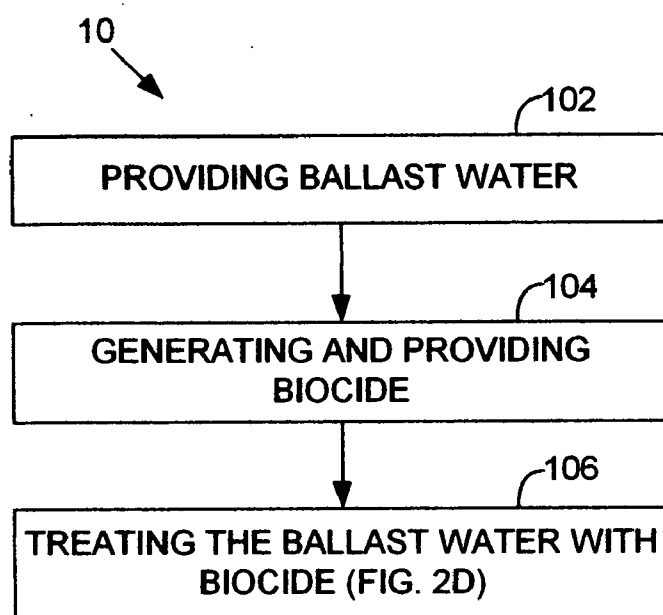 10
102
PROVIDING BALLAST WATER
104
GENERATING AND PROVIDING
BIOCIDE
106
TREATING THE BALLAST WATER WITH
BIOCIDE (FIG. 2D)